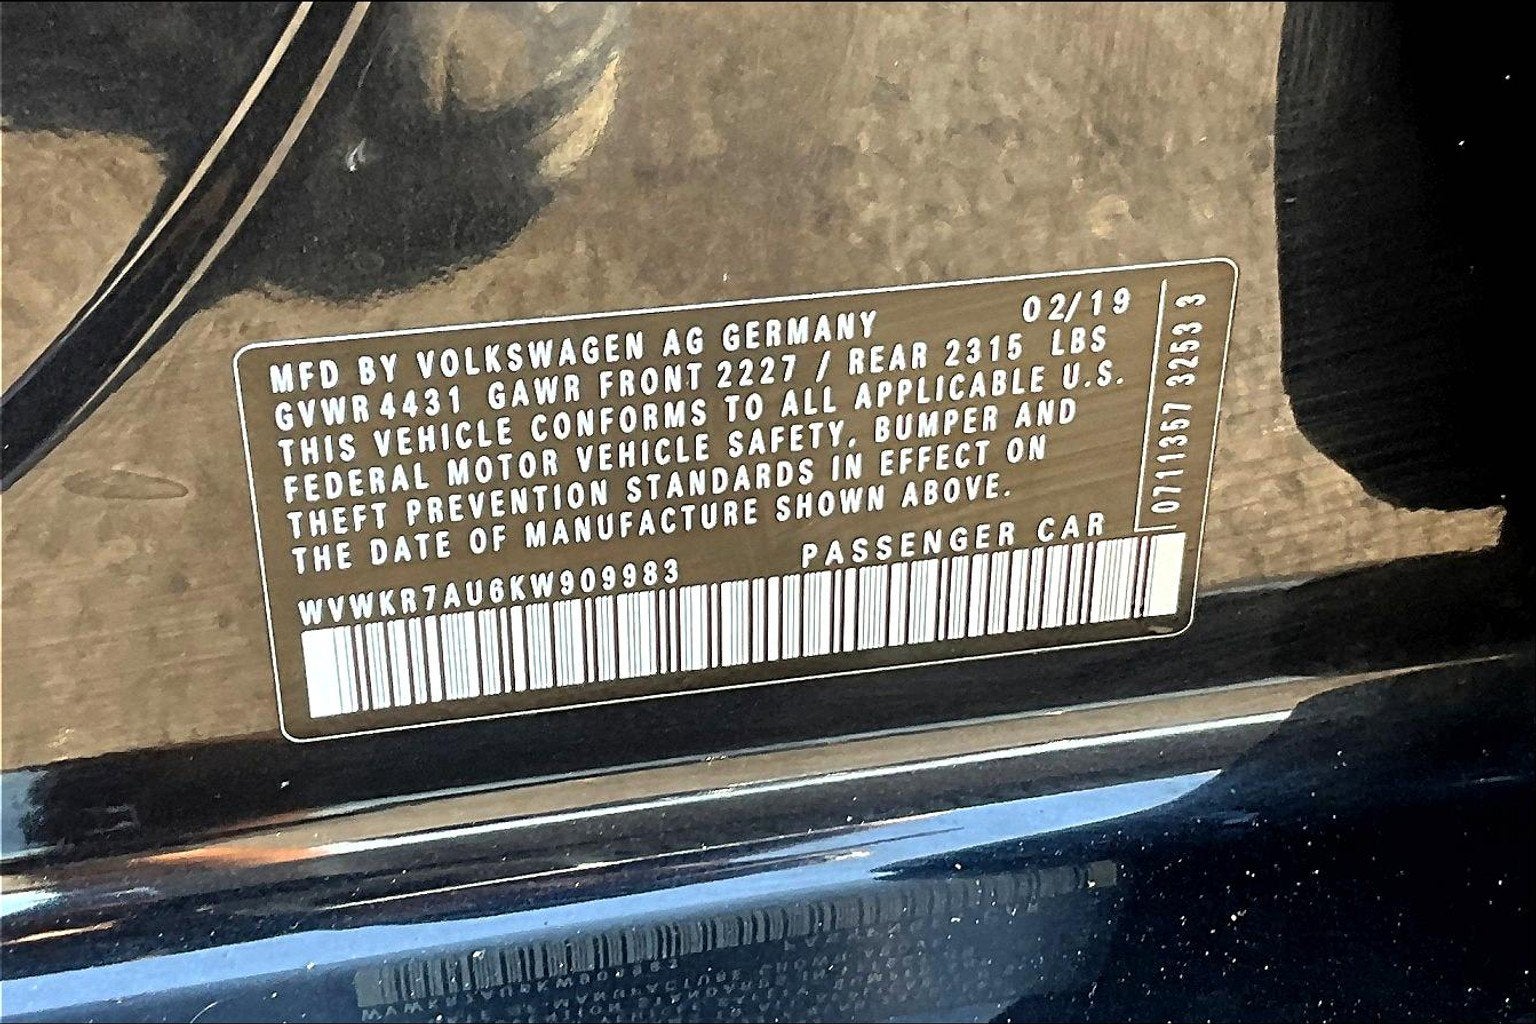 MFD BY VOLKSWAGEN AG GERMANY 02/19
GVWR 4431 GAWR FRONT 2227 / REAR 2315 LBS
THIS VEHICLE CONFORMS TO ALL APPLICABLE U.S.
FEDERAL MOTOR VEHICLE SAFETY, BUMPER AND
THEFT PREVENTION STANDARDS IN EFFECT ON
THE DATE OF MANUFACTURE SHOWN ABOVE.
WVWKR7AU6KW909983 PASSENGER CAR
0711357 3253 3